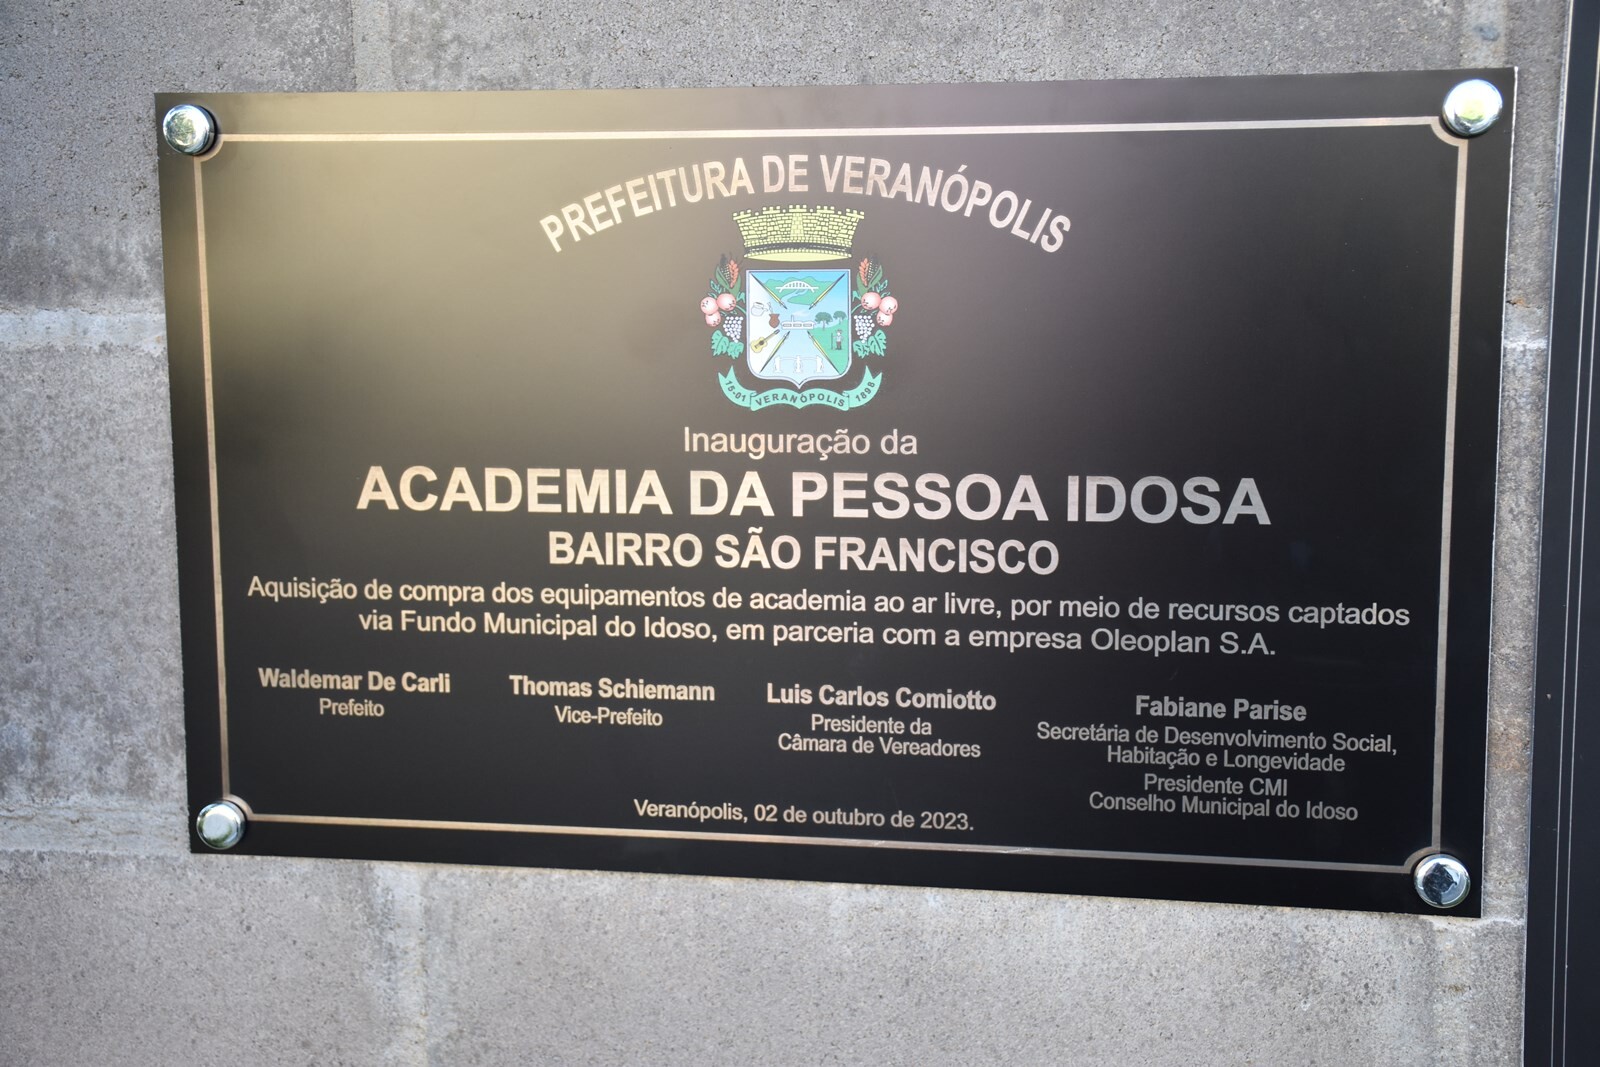 PREFEITURA DE VERANÓPOLIS
15-01 VERANÓPOLIS 1898
Inauguração da
ACADEMIA DA PESSOA IDOSA
BAIRRO SÃO FRANCISCO
Aquisição de compra dos equipamentos de academia ao ar livre, por meio de recursos captados
via Fundo Municipal do Idoso, em parceria com a empresa Oleoplan S.A.
Waldemar De Carli
Prefeito
Thomas Schiemann
Vice-Prefeito
Luis Carlos Comiotto
Presidente da
Câmara de Vereadores
Fabiane Parise
Secretária de Desenvolvimento Social,
Habitação e Longevidade
Presidente CMI
Conselho Municipal do Idoso
Veranópolis, 02 de outubro de 2023.